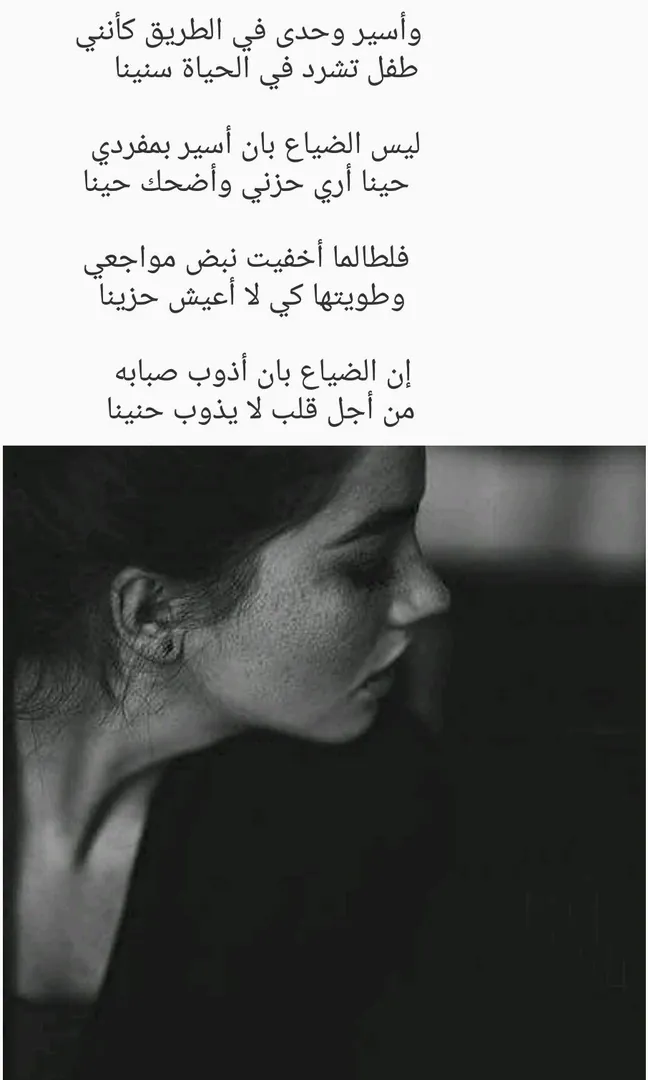 وأسير وحدى في الطريق كأنني
طفل تشرد في الحياة سنينا
ليس الضياع بان أسير بمفردي
حينا أري حزني وأضحك حينا
فلطالما أخفيت نبض مواجعي
وطويتها كي لا أعيش حزينا
إن الضياع بان أذوب صبابه
من أجل قلب لا يذوب حنينا